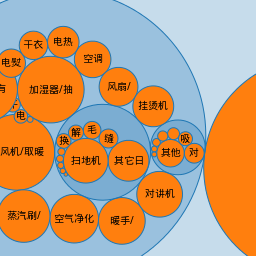 干衣
电热
电熨
空调
有
加湿器/抽
风扇/
挂烫机
电
换
解
毛
缝
吸
风机/取暖
扫地机
其它日
其他
对
蒸汽刷/
空气净化
暖手/
对讲机